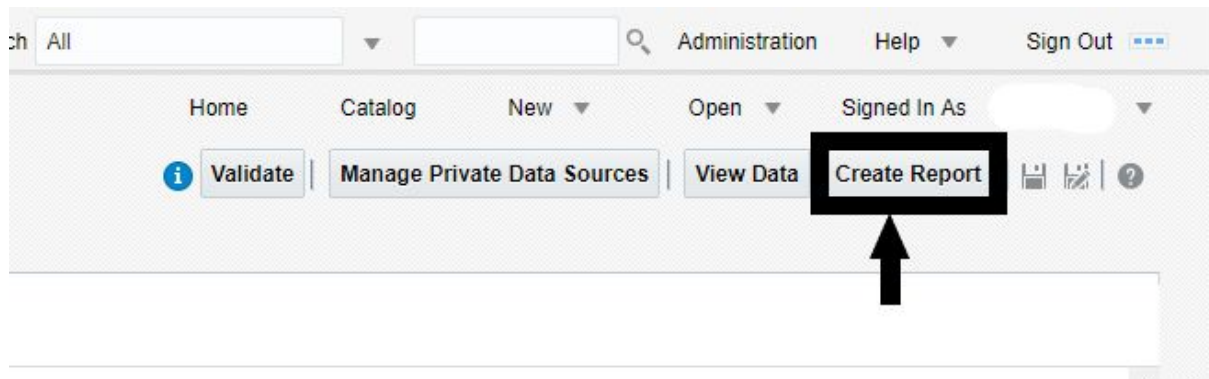 ch All Administration Help Sign Out
Home Catalog New Open Signed In As
i Validate Manage Private Data Sources View Data Create Report ?